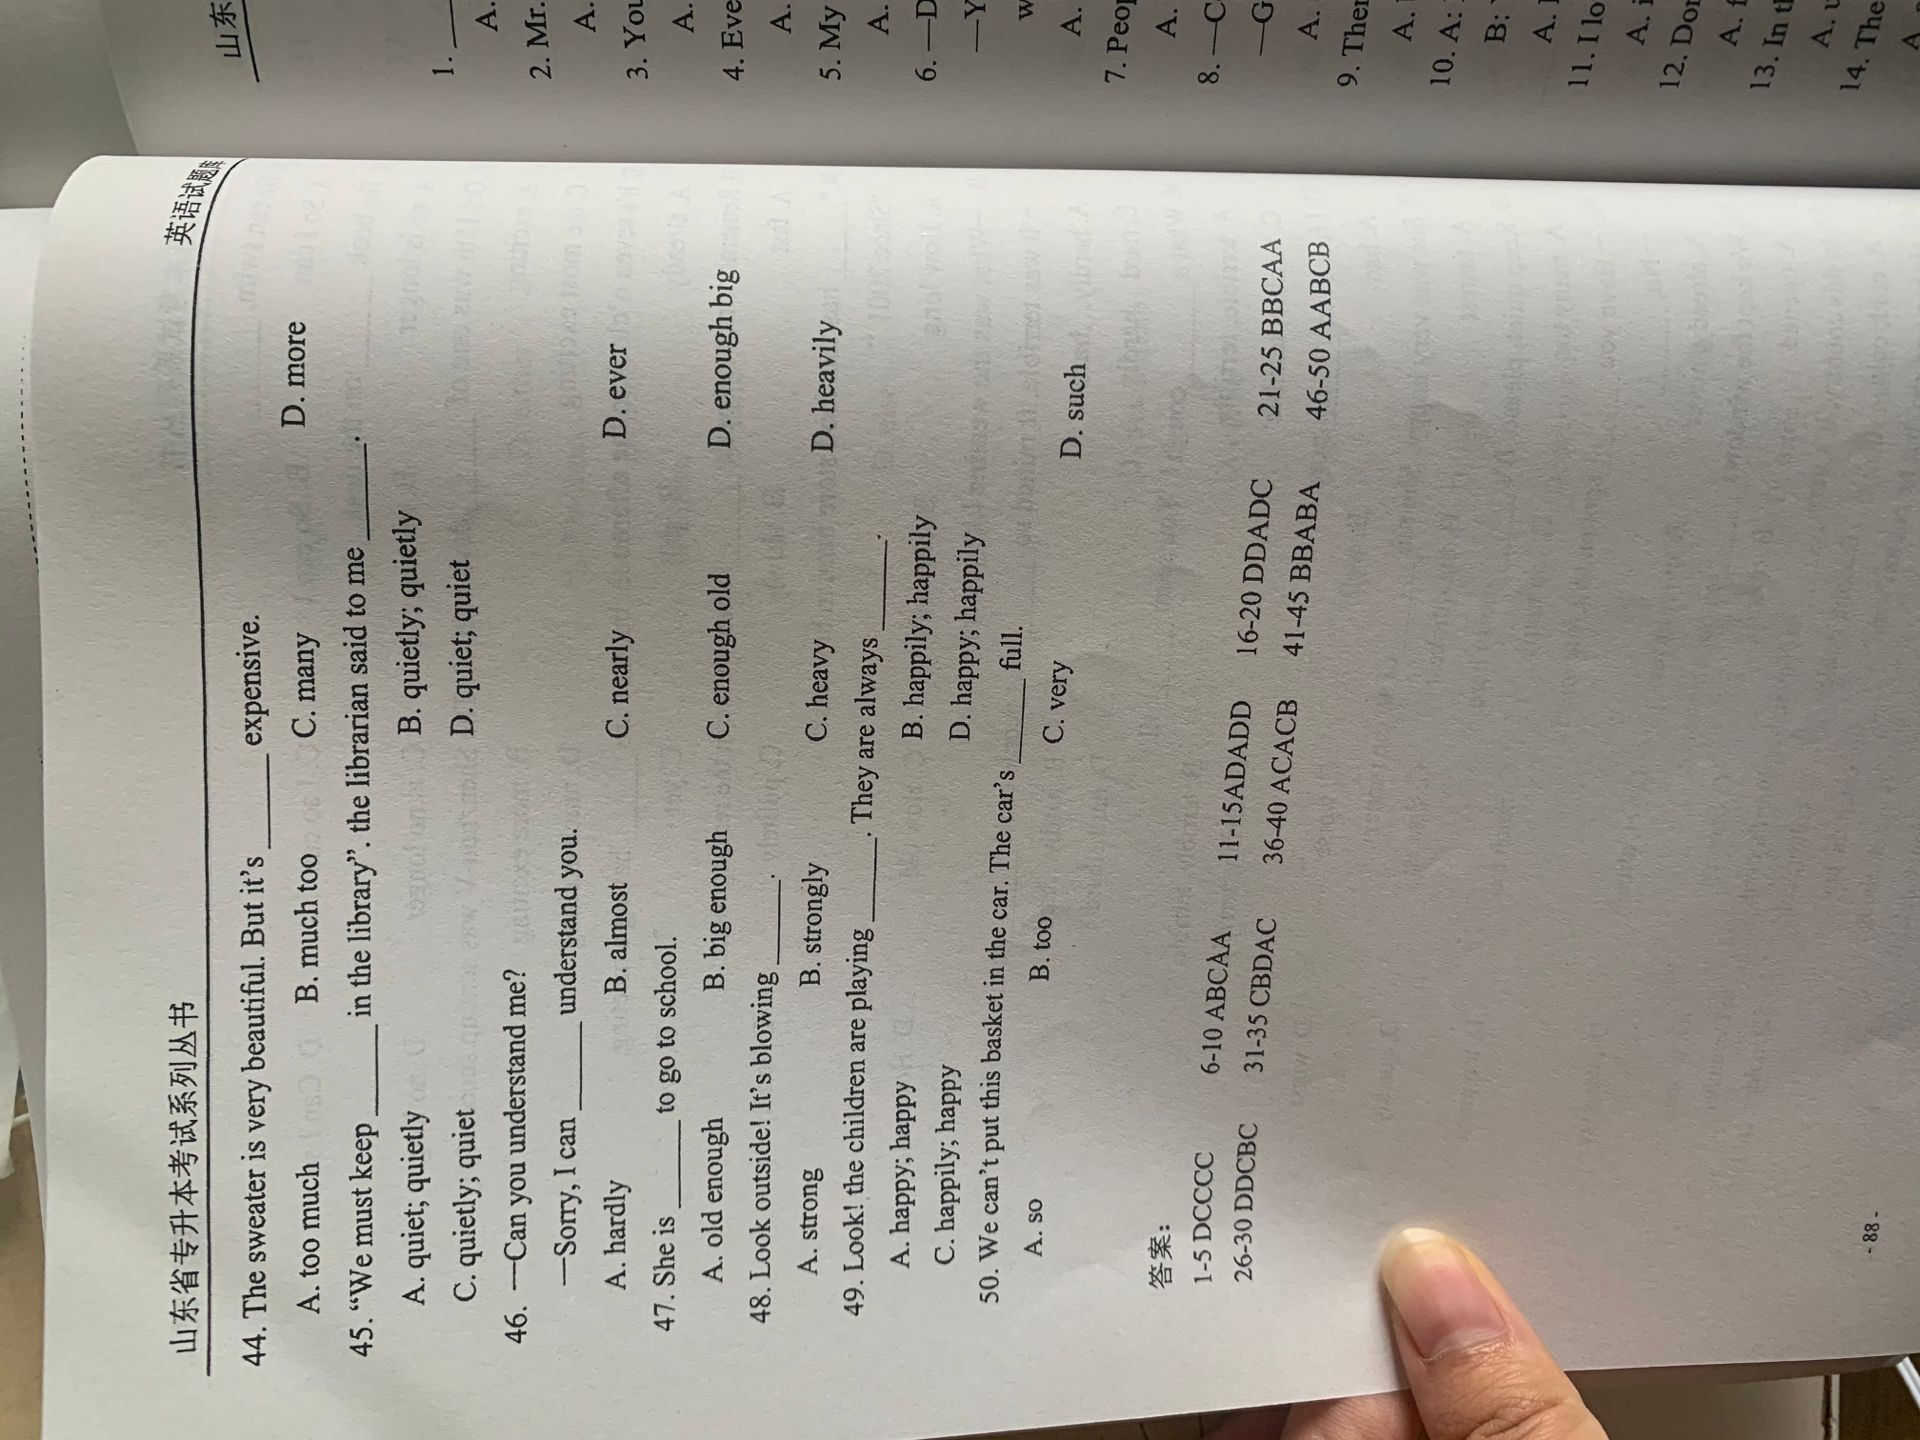 山东省专升本考试系列丛书 英语试题库
44. The sweater is very beautiful. But it's ______ expensive.
A. too much B. much too C. many D. more
45. “We must keep ______ in the library”. the librarian said to me ______.
A. quiet; quietly B. quietly; quietly
C. quietly; quiet D. quiet; quiet
46. —Can you understand me?
—Sorry, I can ______ understand you.
A. hardly B. almost C. nearly D. ever
47. She is ______ to go to school.
A. old enough B. big enough C. enough old D. enough big
48. Look outside! It's blowing ______.
A. strong B. strongly C. heavy D. heavily
49. Look! the children are playing ______. They are always ______.
A. happy; happy B. happily; happily
C. happily; happy D. happy; happily
50. We can't put this basket in the car. The car's ______ full.
A. so B. too C. very D. such
答案：
1-5 DCCCC 6-10 ABCAA 11-15ADADD 16-20 DDADC 21-25 BBCAA
26-30 DDCBC 31-35 CBDAC 36-40 ACACB 41-45 BBABA 46-50 AABCB
- 88 -
山东
1. ___
A.
2. Mr.
A.
3. You
A.
4. Eve
A.
5. My
A.
6. —D
—Y
w
A.
7. Peop
A.
8. —C
—G
A.
9. Ther
A.
10. A:
B:
A.
11. I lo
A.
12. Don
A.
13. In th
A.
14. The
A.